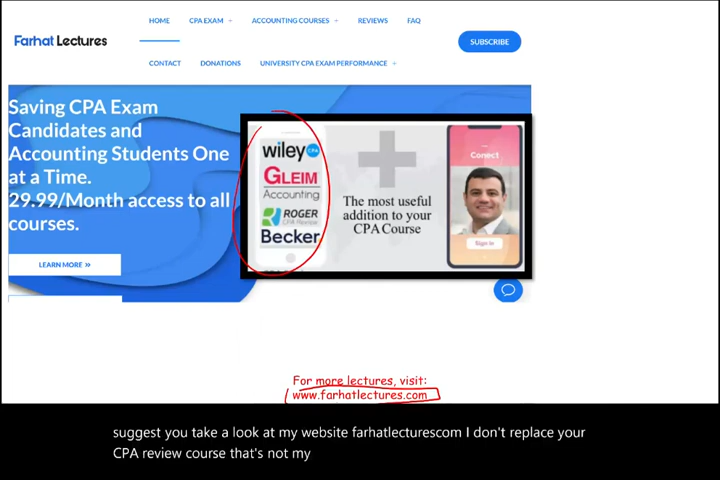 HOME CPA EXAM + ACCOUNTING COURSES + REVIEWS FAQ
Farhat Lectures
SUBSCRIBE
CONTACT DONATIONS UNIVERSITY CPA EXAM PERFORMANCE +
Saving CPA Exam
Candidates and
Accounting Students One
at a Time.
29.99/Month access to all
courses.
LEARN MORE »
wiley CPA
GLEIM
Accounting
ROGER
CPA Review
Becker
The most useful
addition to your
CPA Course
Conect
Sign in
For more lectures, visit:
www.farhatlectures.com
suggest you take a look at my website farhatlecturescom I don't replace your
CPA review course that's not my